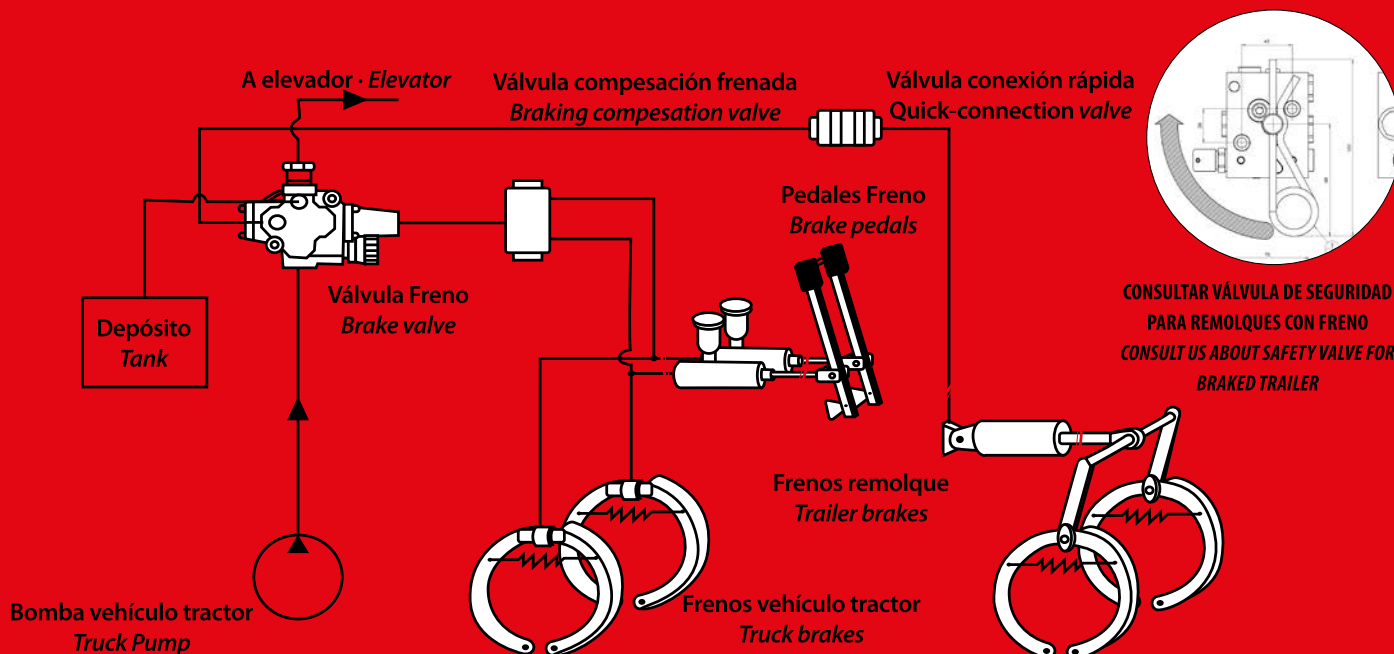 A elevador · Elevator
Válvula compesación frenada
Braking compesation valve
Válvula conexión rápida
Quick-connection valve
Pedales Freno
Brake pedals
Válvula Freno
Brake valve
Depósito
Tank
CONSULTAR VÁLVULA DE SEGURIDAD
PARA REMOLQUES CON FRENO
CONSULT US ABOUT SAFETY VALVE FOR
BRAKED TRAILER
Frenos remolque
Trailer brakes
Frenos vehículo tractor
Truck brakes
Bomba vehículo tractor
Truck Pump